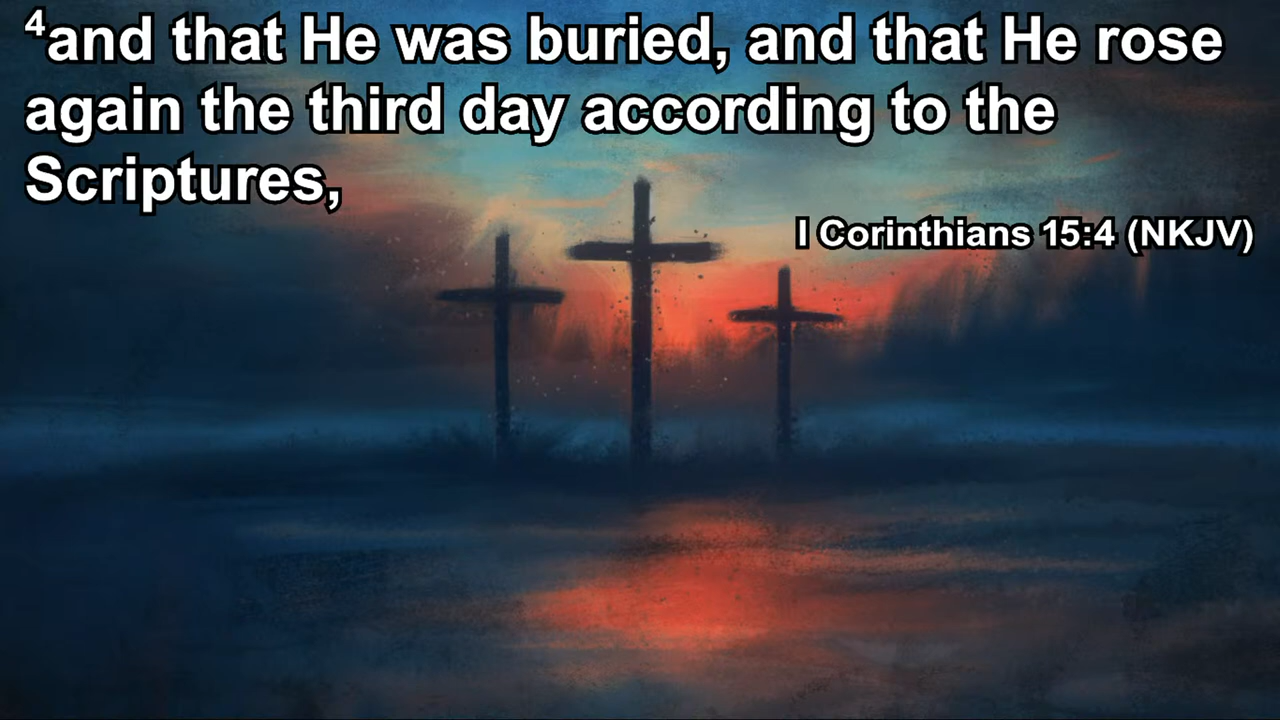 ⁴and that He was buried, and that He rose
again the third day according to the
Scriptures,
I Corinthians 15:4 (NKJV)